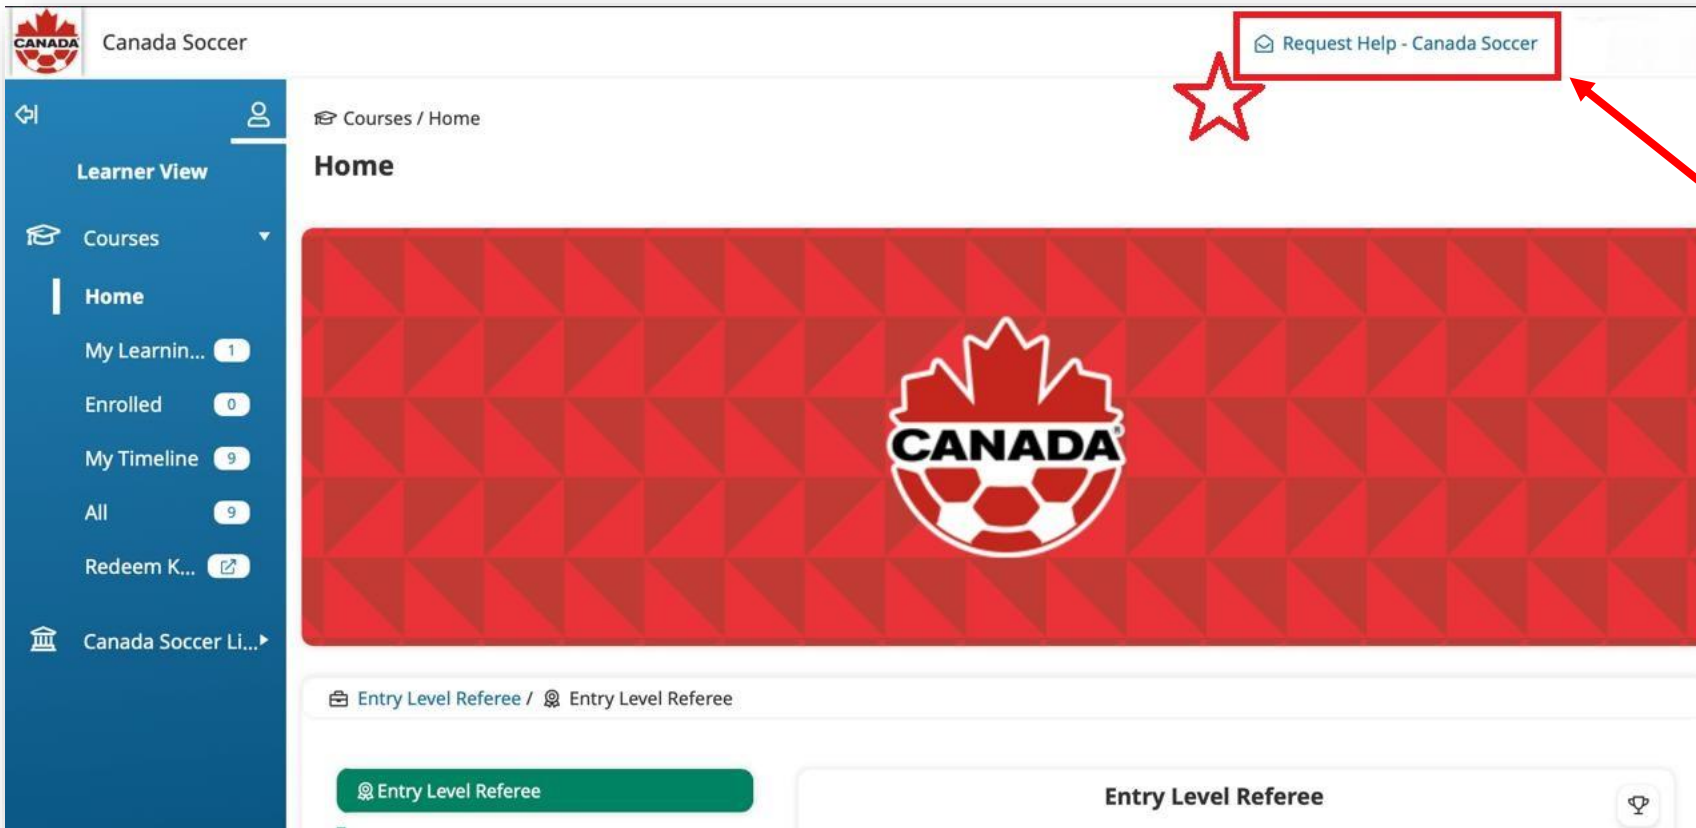 CANADA
Canada Soccer
Request Help - Canada Soccer
Courses / Home
Home
Learner View
Courses
Home
My Learnin... 1
Enrolled 0
My Timeline 9
All 9
Redeem K...
Canada Soccer Li...
CANADA
Entry Level Referee / Entry Level Referee
Entry Level Referee
Entry Level Referee